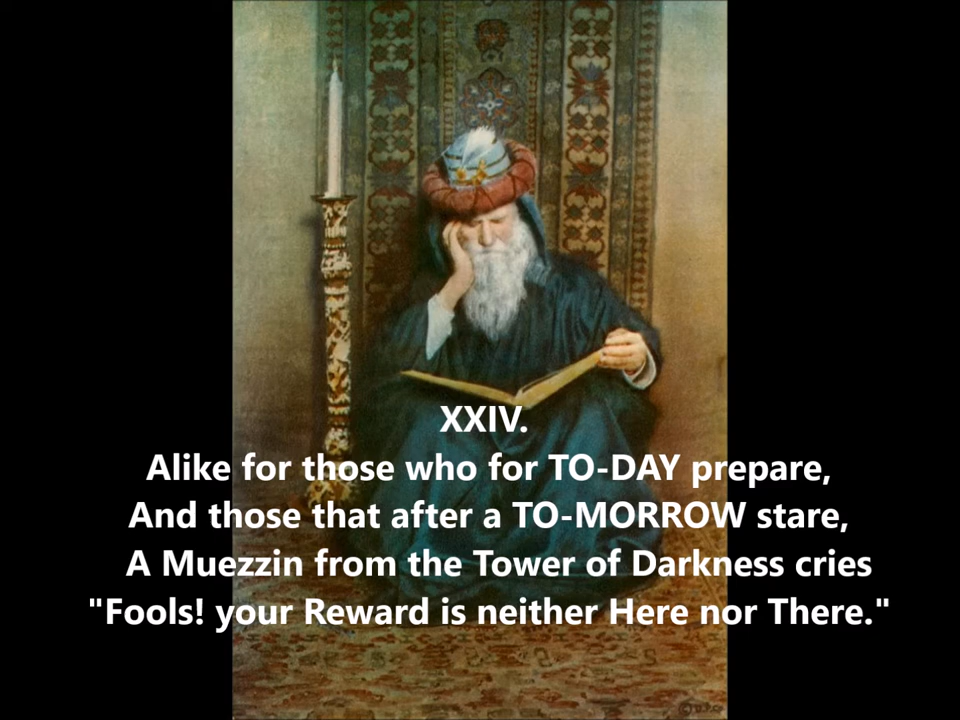 XXIV.
Alike for those who for TO-DAY prepare,
And those that after a TO-MORROW stare,
A Muezzin from the Tower of Darkness cries
"Fools! your Reward is neither Here nor There."